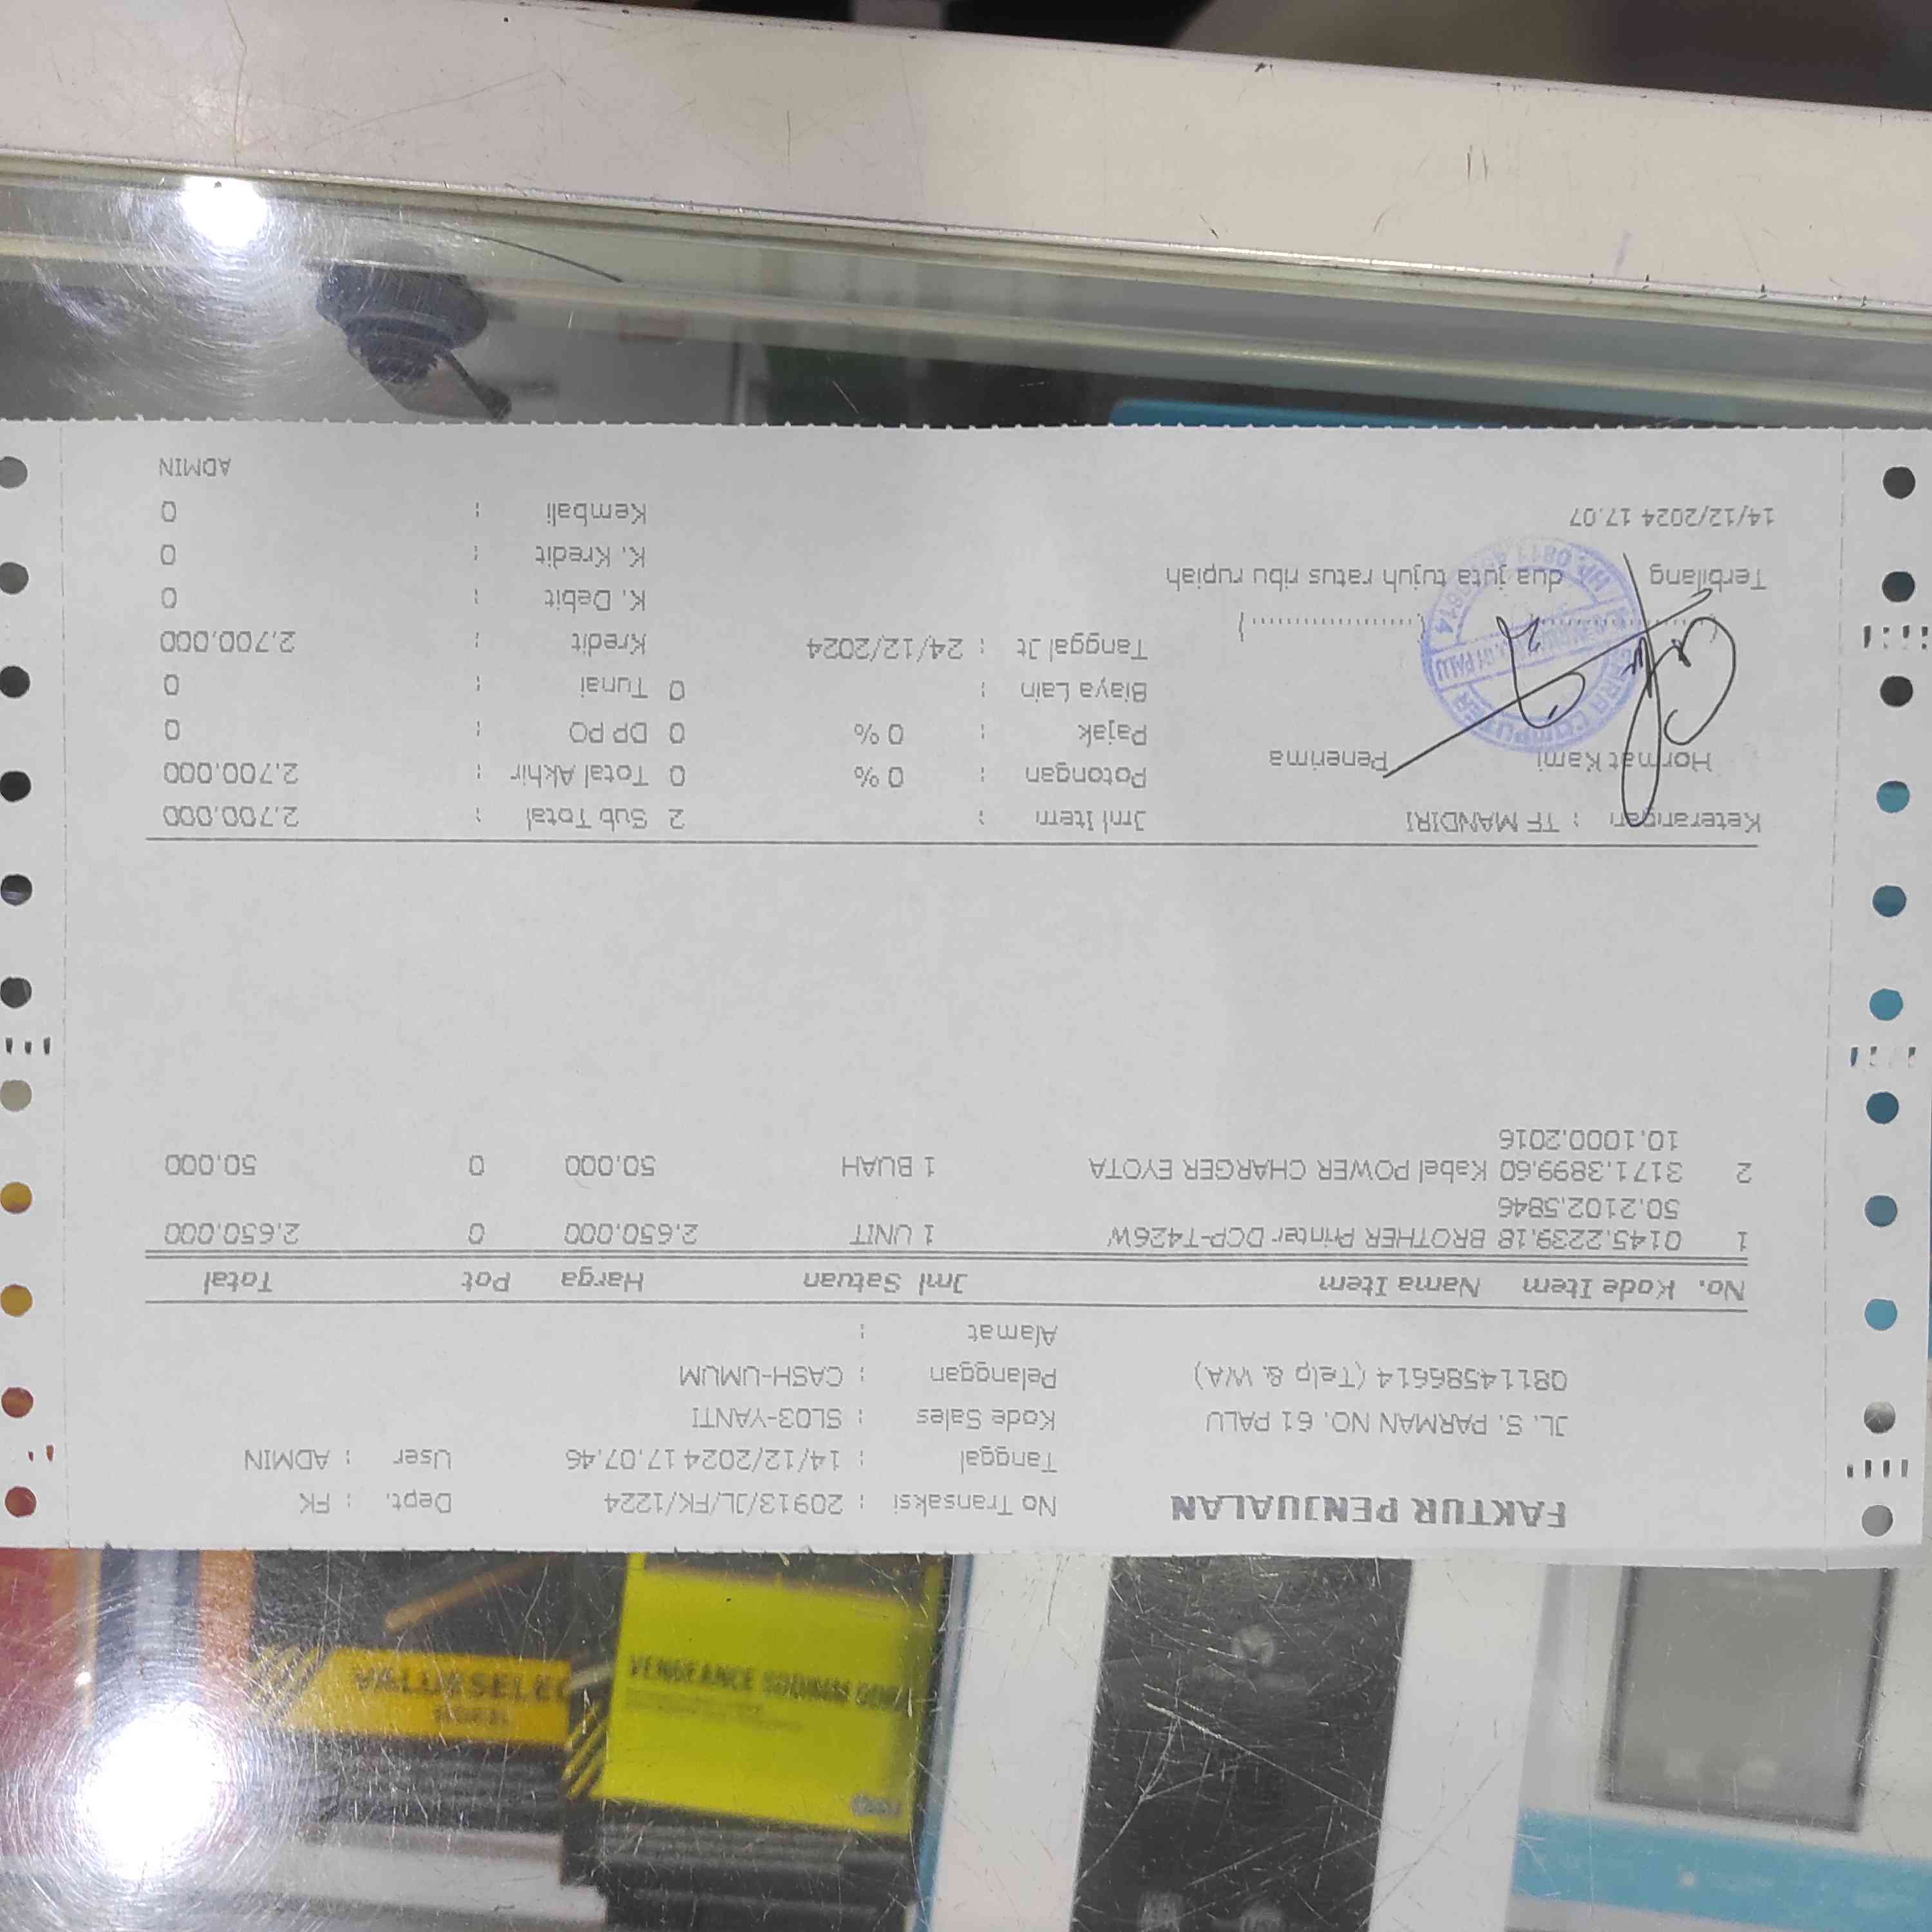 FAKTUR PENJUALAN
JL. S. PARMAN NO. 61 PALU
08114586614 (Telp & WA)
No Transaksi : 20913/JL/FK/1224 Dept. : FK
Tanggal : 14/12/2024 17.07.46 User : ADMIN
Kode Sales : SL03-YANTI
Pelanggan : CASH-UMUM
Alamat :
No. Kode Item Nama Item Jml Satuan Harga Pot Total
1 0145.2239.18 BROTHER Printer DCP-T426W 1 UNIT 2.650.000 0 2.650.000
50.2102.5846
2 3171.3899.60 Kabel POWER CHARGER EYOTA 1 BUAH 50.000 0 50.000
10.1000.2016
Keterangan : TF MANDIRI Jml Item : 2 Sub Total : 2.700.000
Potongan : 0 % 0 Total Akhir : 2.700.000
Hormat Kami Penerima Pajak : 0 % 0 DP PO : 0
Biaya Lain : 0 Tunai : 0
Tanggal Jt : 24/12/2024 Kredit : 2.700.000
K. Debit : 0
Terbilang dua juta tujuh ratus ribu rupiah K. Kredit : 0
14/12/2024 17.07 Kembali : 0
ADMIN
COMPUTER
PALU
VALUESELEC
VENGEANCE SODIMM